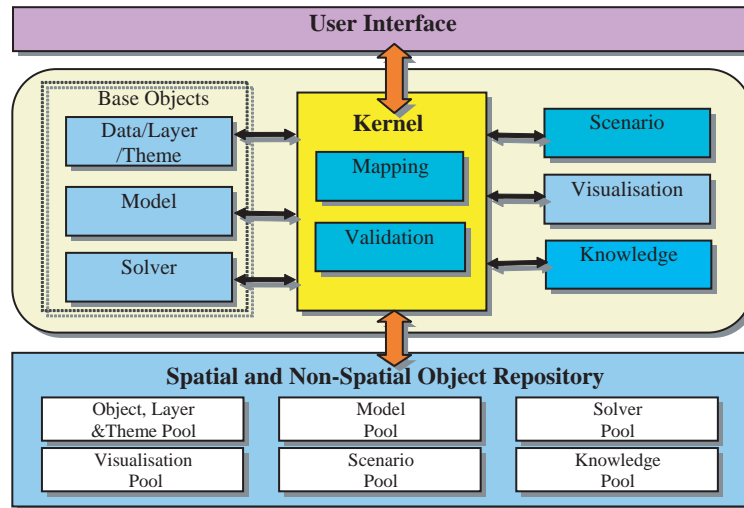 User Interface
Base Objects
Data/Layer
/Theme
Model
Solver
Kernel
Mapping
Validation
Scenario
Visualisation
Knowledge
Spatial and Non-Spatial Object Repository
Object, Layer
&Theme Pool
Model
Pool
Solver
Pool
Visualisation
Pool
Scenario
Pool
Knowledge
Pool